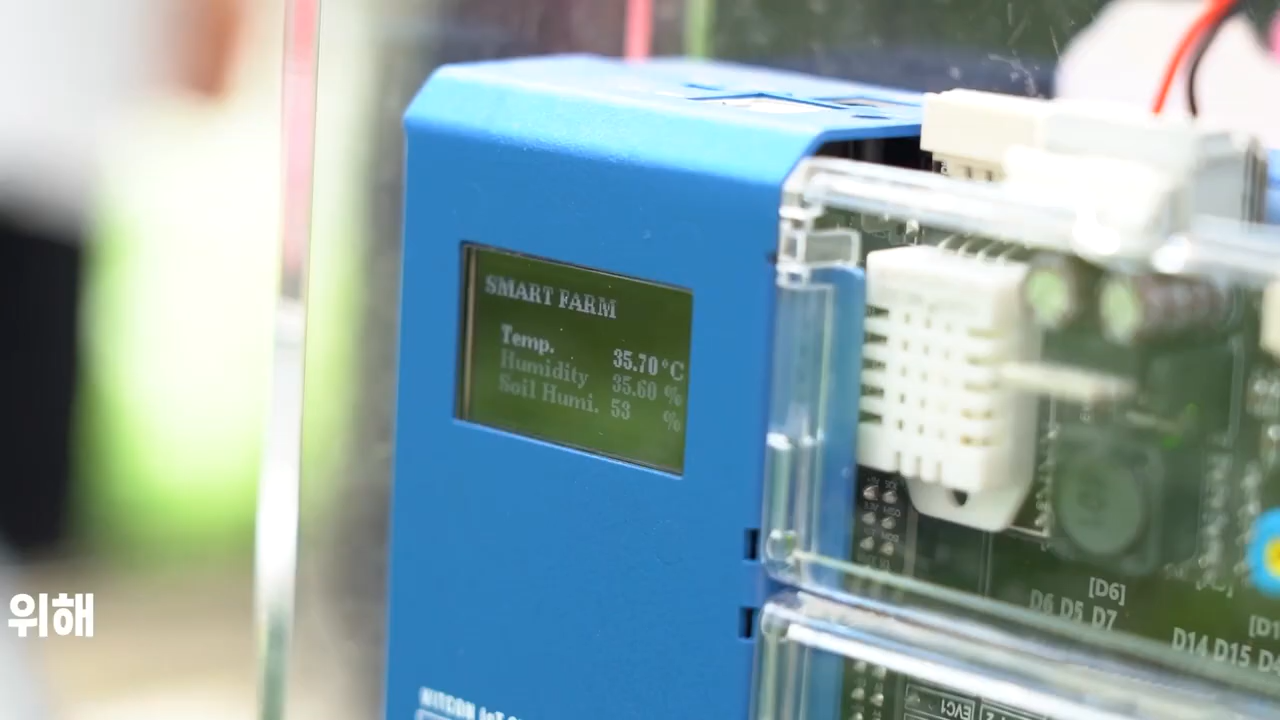 SMART FARM
Temp. 35.70°C
Humidity 35.60 %
Soil Humi. 53 %
위해
[D6]
D6 D5 D7
D14 D15
EVC1